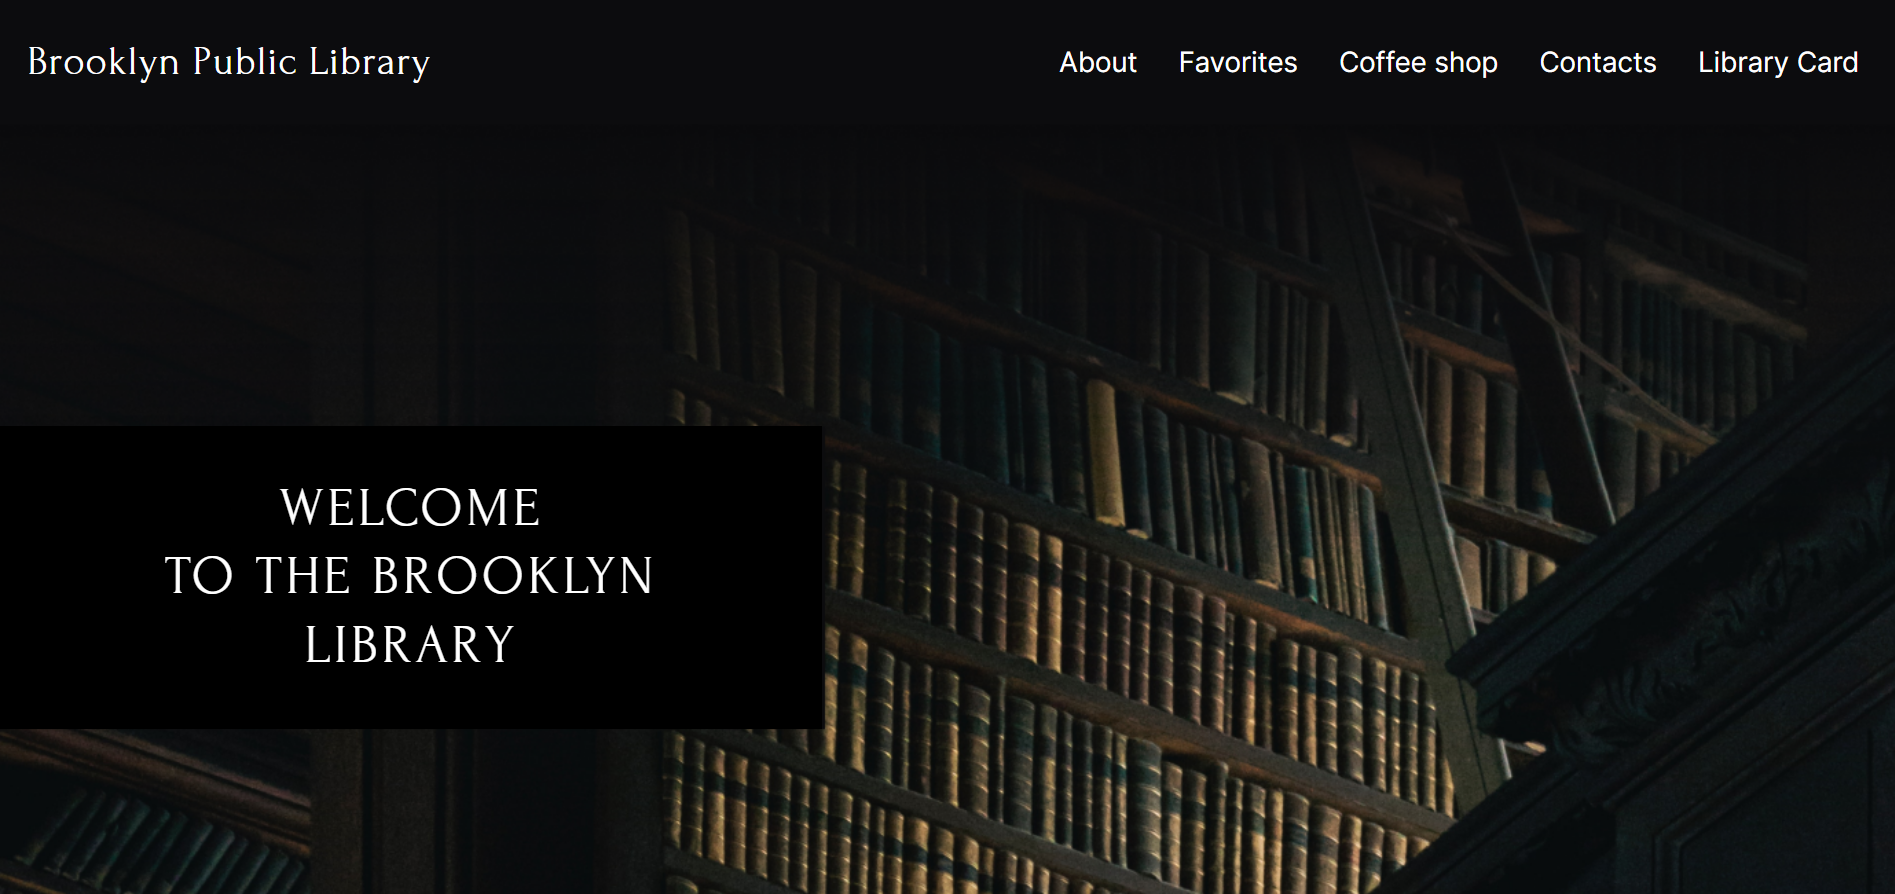 Brooklyn Public Library
About Favorites Coffee shop Contacts Library Card
WELCOME
TO THE BROOKLYN
LIBRARY